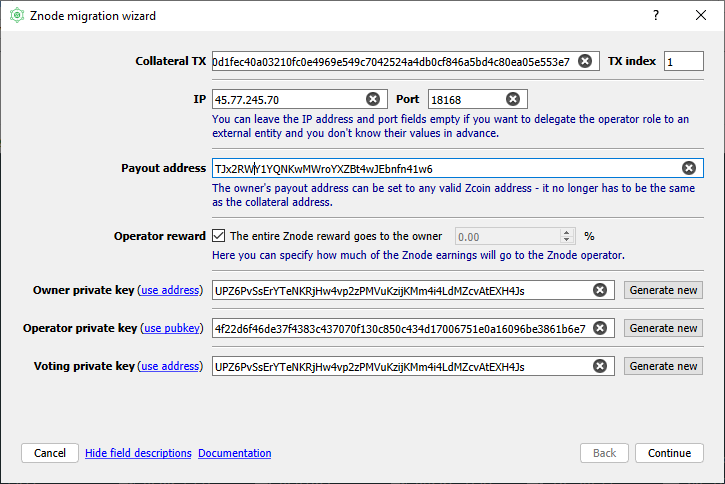 Znode migration wizard
Collateral TX 0d1fec40a03210fc0e4969e549c7042524a4db0cf846a5bd4c80ea05e553e7 TX index 1
IP 45.77.245.70 Port 18168
You can leave the IP address and port fields empty if you want to delegate the operator role to an
external entity and you don't know their values in advance.
Payout address TJx2RWY1YQNKwMWroYXZBt4wJEbnfn41w6
The owner's payout address can be set to any valid Zcoin address - it no longer has to be the same
as the collateral address.
Operator reward The entire Znode reward goes to the owner 0.00 %
Here you can specify how much of the Znode earnings will go to the Znode operator.
Owner private key (use address) UPZ6PvSsErYTeNKRjHw4vp2zPMVuKzijKMm4i4LdMZcvAtEXH4Js Generate new
Operator private key (use pubkey) 4f22d6f46de37f4383c437070f130c850c434d17006751e0a16096be3861b6e7 Generate new
Voting private key (use address) UPZ6PvSsErYTeNKRjHw4vp2zPMVuKzijKMm4i4LdMZcvAtEXH4Js Generate new
Cancel Hide field descriptions Documentation Back Continue